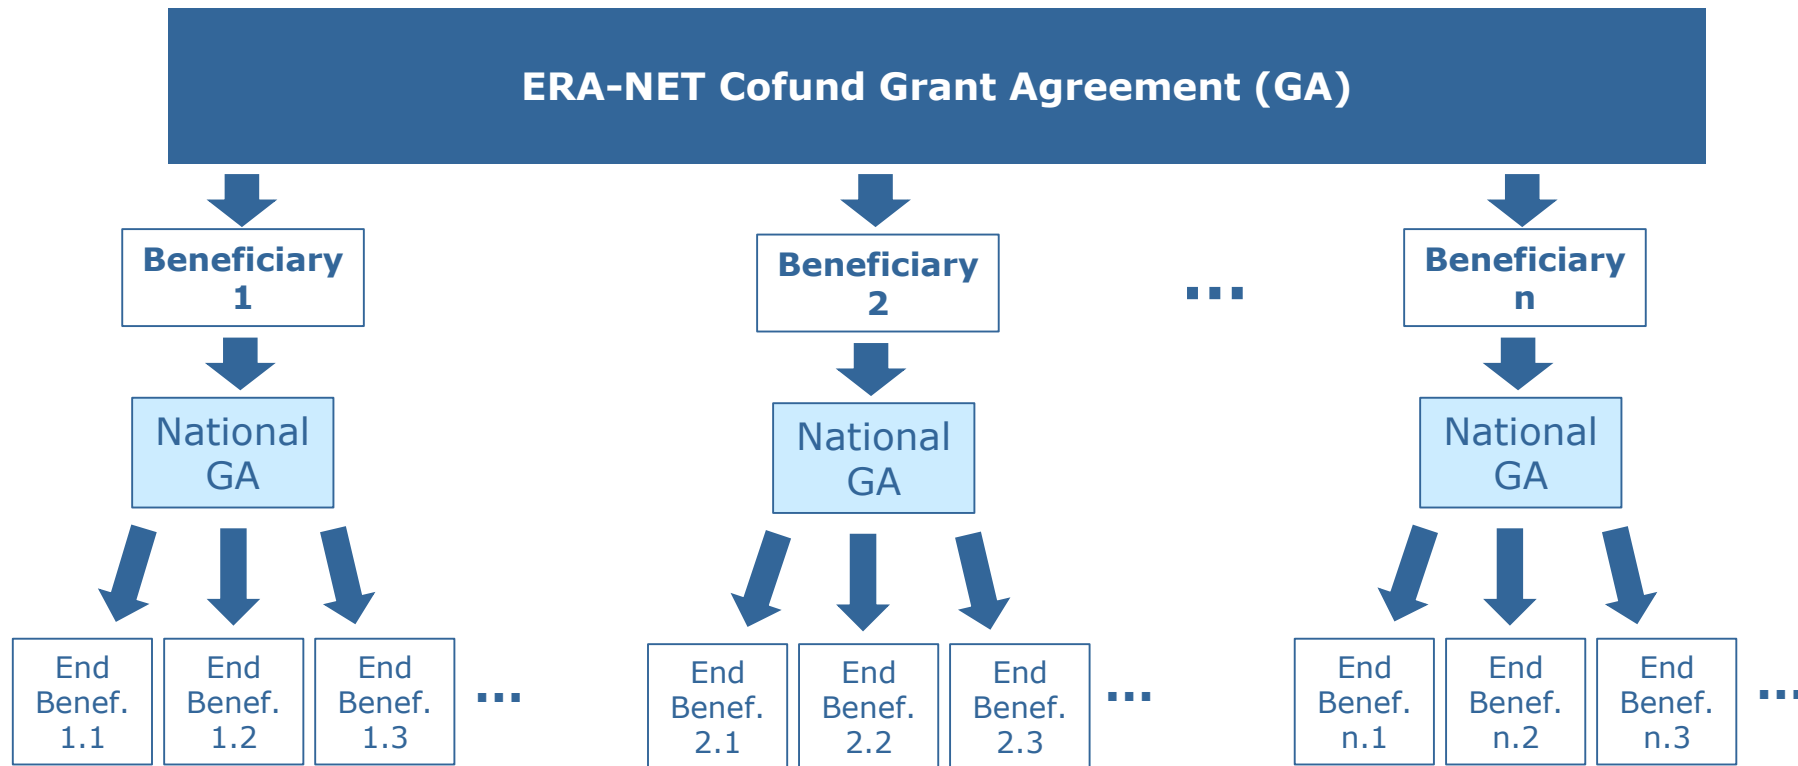 ERA-NET Cofund Grant Agreement (GA)
Beneficiary
1
Beneficiary
2
...
Beneficiary
n
National
GA
National
GA
National
GA
End
Benef.
1.1
End
Benef.
1.2
End
Benef.
1.3
...
End
Benef.
2.1
End
Benef.
2.2
End
Benef.
2.3
...
End
Benef.
n.1
End
Benef.
n.2
End
Benef.
n.3
...